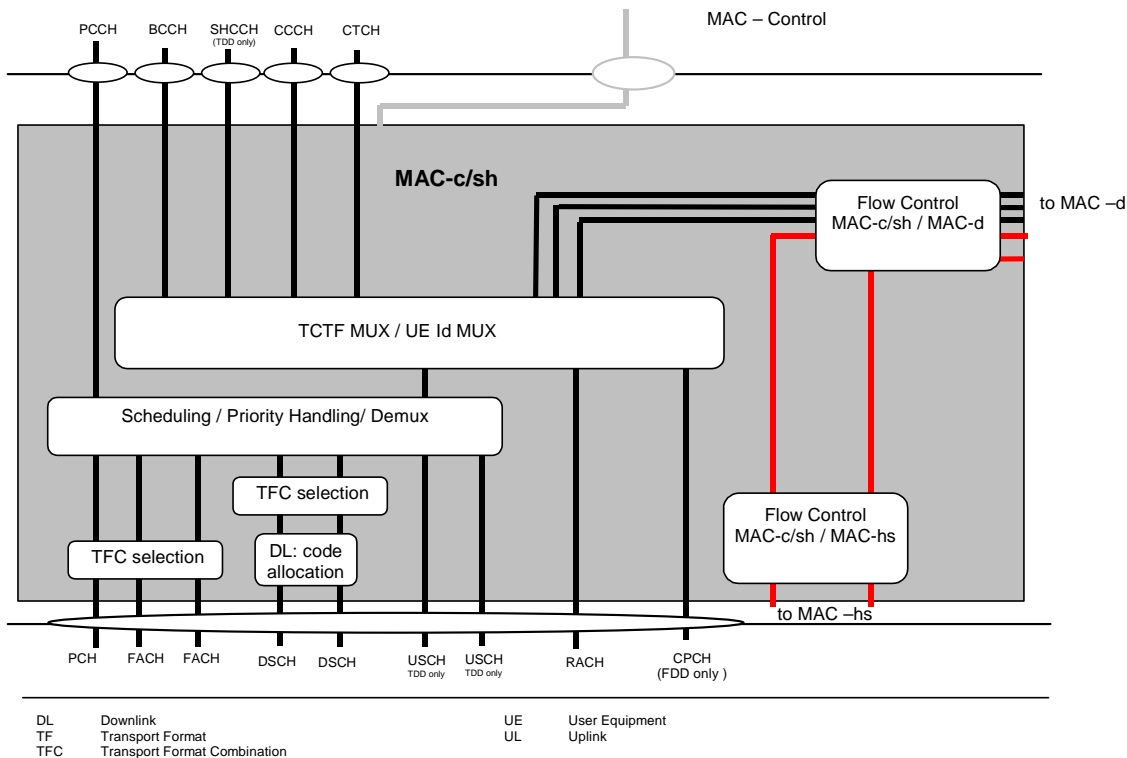 MAC – Control
PCCH BCCH SHCCH CCCH CTCH
(TDD only)
MAC-c/sh
Flow Control
MAC-c/sh / MAC-d
to MAC –d
TCTF MUX / UE Id MUX
Scheduling / Priority Handling/ Demux
TFC selection
Flow Control
MAC-c/sh / MAC-hs
TFC selection
DL: code
allocation
to MAC –hs
PCH FACH FACH DSCH DSCH USCH USCH RACH CPCH
TDD only TDD only (FDD only )
DL Downlink UE User Equipment
TF Transport Format UL Uplink
TFC Transport Format Combination